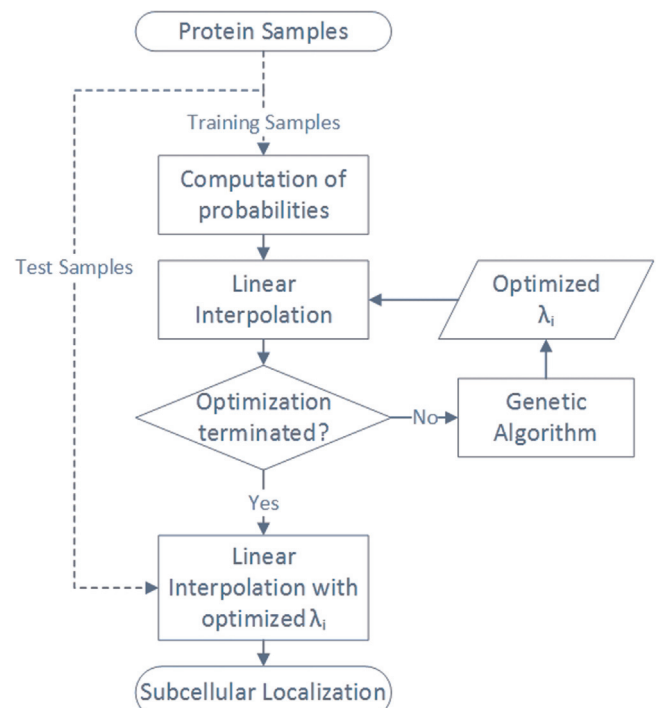 Protein Samples
Training Samples
Computation of
probabilities
Test Samples
Linear
Interpolation
Optimized
λi
Optimization
terminated?
No
Genetic
Algorithm
Yes
Linear
Interpolation with
optimized λi
Subcellular Localization